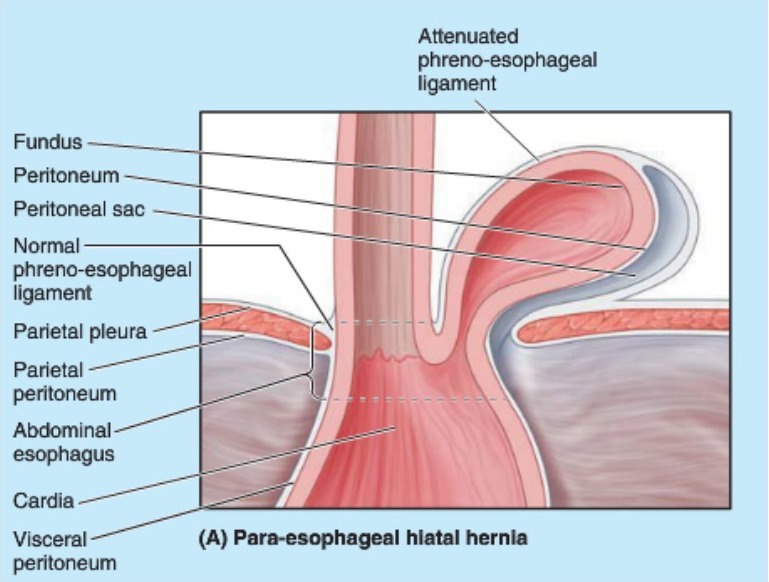 Attenuated
phreno-esophageal
ligament
Fundus
Peritoneum
Peritoneal sac
Normal
phreno-esophageal
ligament
Parietal pleura
Parietal
peritoneum
Abdominal
esophagus
Cardia
Visceral
peritoneum
(A) Para-esophageal hiatal hernia